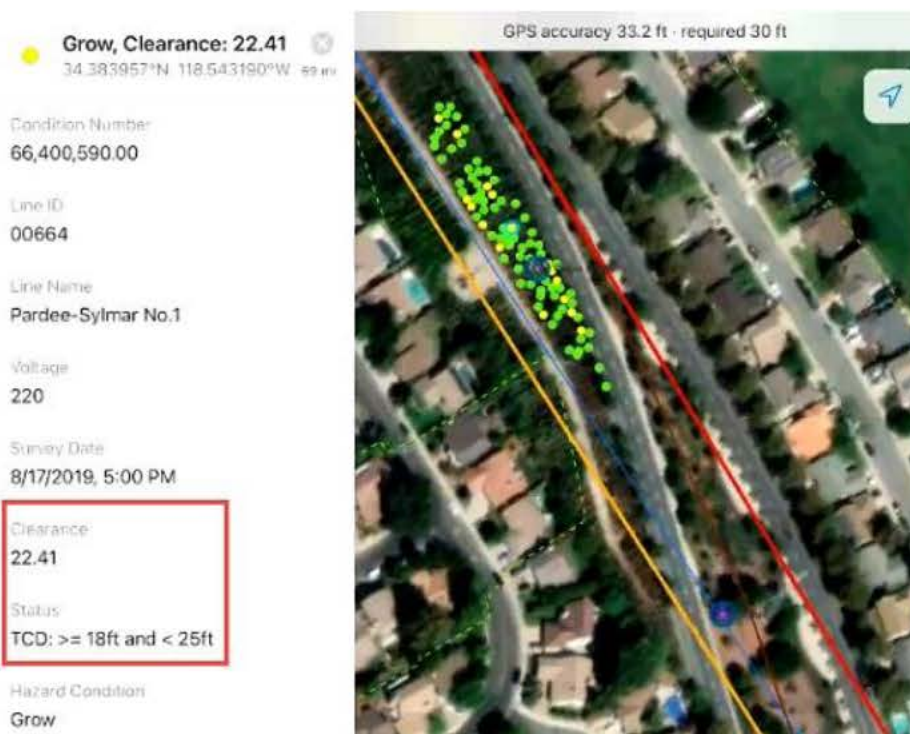 Grow, Clearance: 22.41
34.383957°N 118.543190°W 69 mi
Condition Number
66,400,590.00
Line ID
00664
Line Name
Pardee-Sylmar No.1
Voltage
220
Survey Date
8/17/2019, 5:00 PM
Clearance
22.41
Status
TCD: >= 18ft and < 25ft
Hazard Condition
Grow
GPS accuracy 33.2 ft · required 30 ft